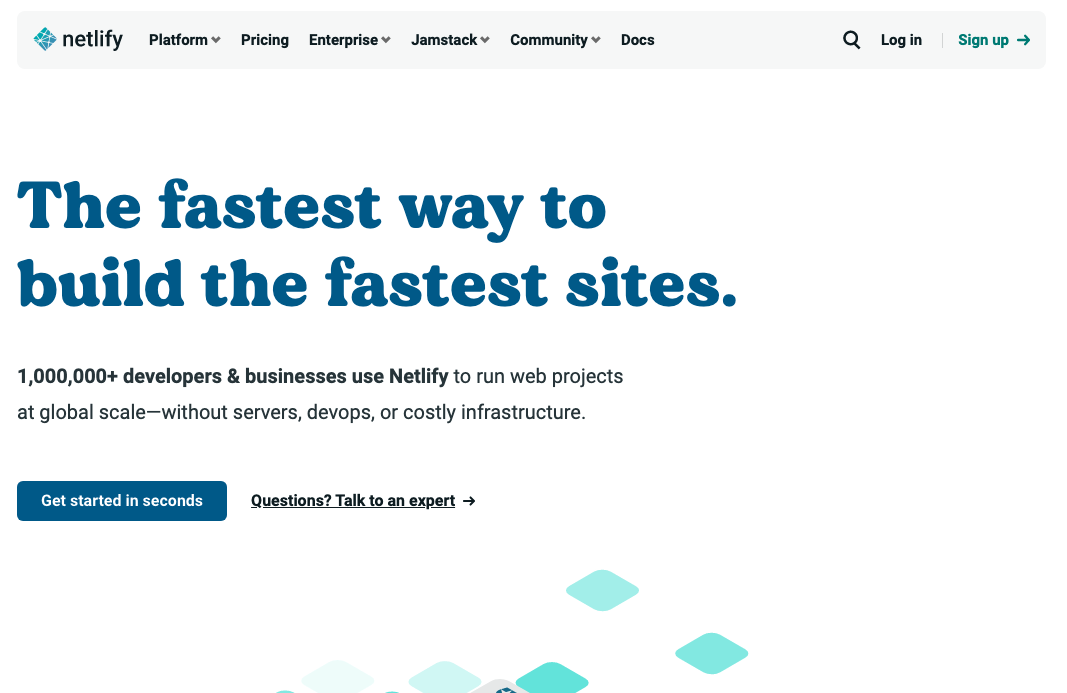 netlify Platform Pricing Enterprise Jamstack Community Docs Log in Sign up →
The fastest way to
build the fastest sites.
1,000,000+ developers & businesses use Netlify to run web projects
at global scale—without servers, devops, or costly infrastructure.
Get started in seconds Questions? Talk to an expert →